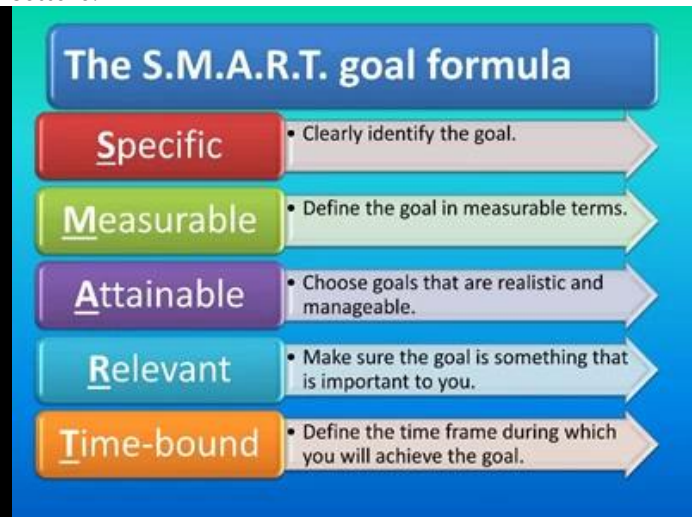 The S.M.A.R.T. goal formula
Specific
• Clearly identify the goal.
Measurable
• Define the goal in measurable terms.
Attainable
• Choose goals that are realistic and
manageable.
Relevant
• Make sure the goal is something that
is important to you.
Time-bound
• Define the time frame during which
you will achieve the goal.